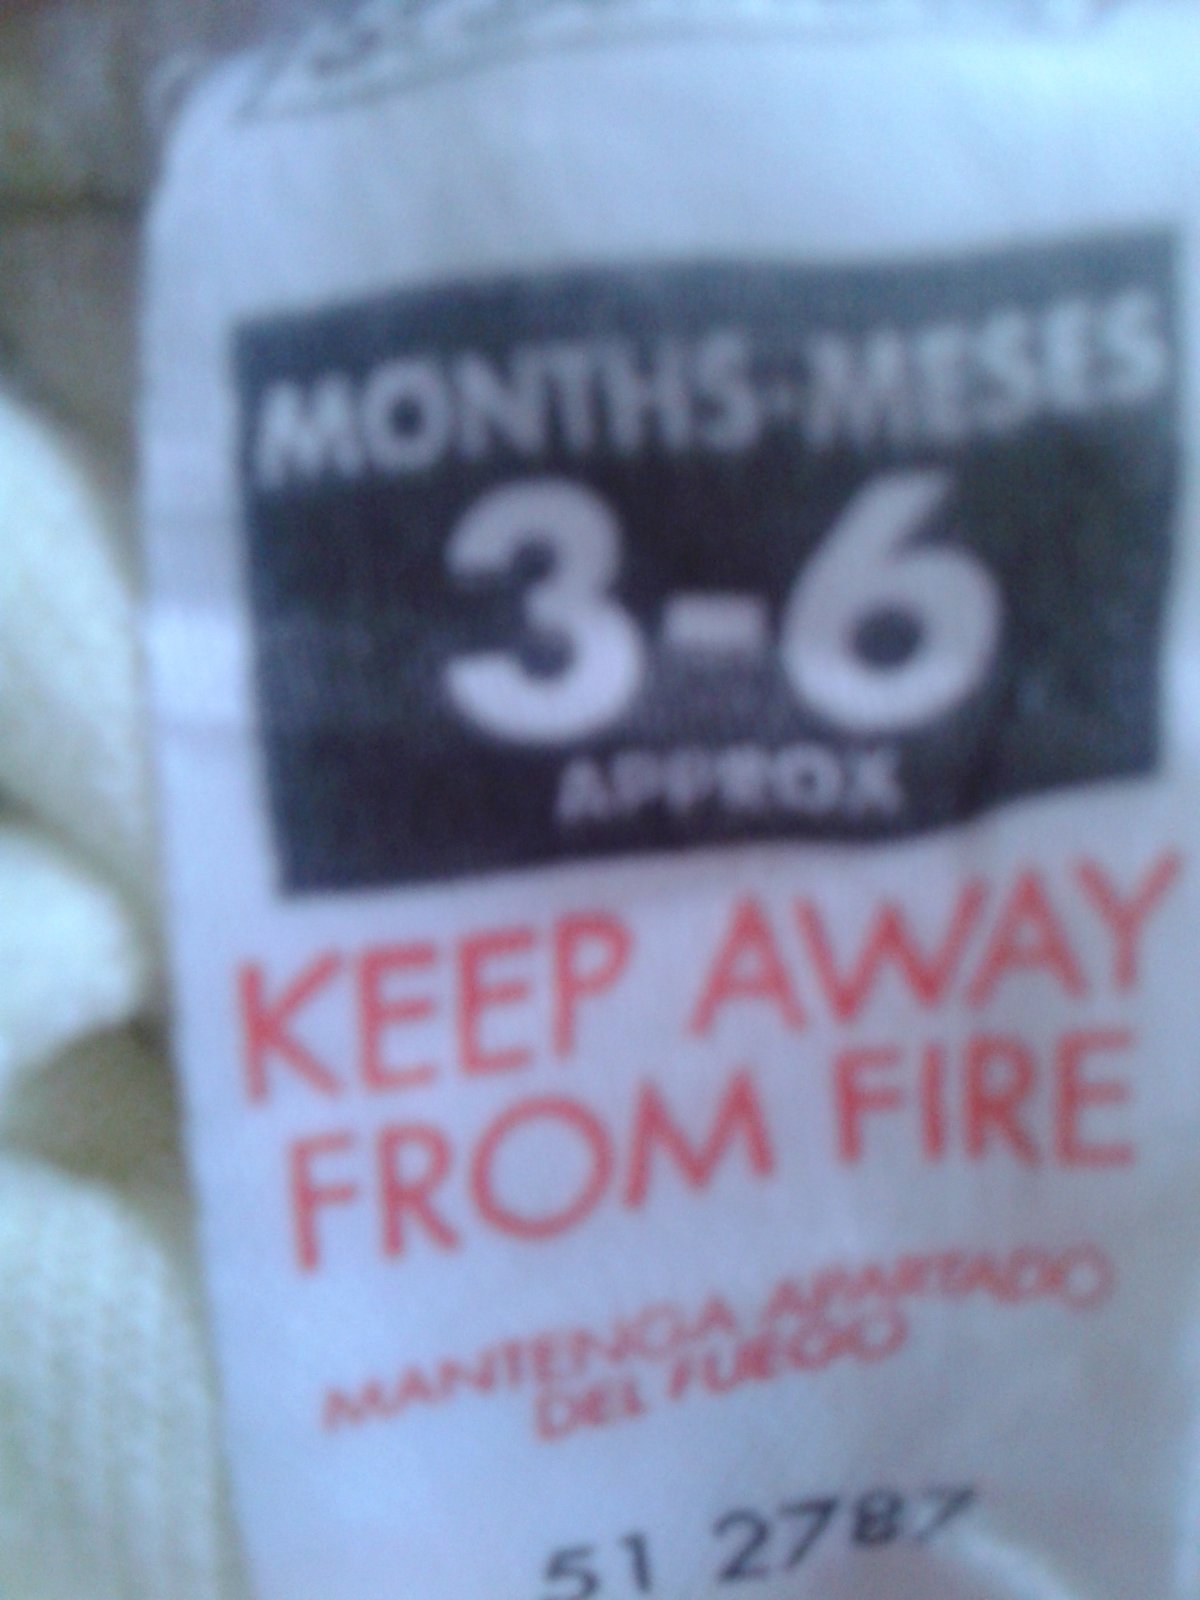 MONTHS-MESES
3-6
APPROX
KEEP AWAY
FROM FIRE
MANTENGA APARTADO
DEL FUEGO
51 2787